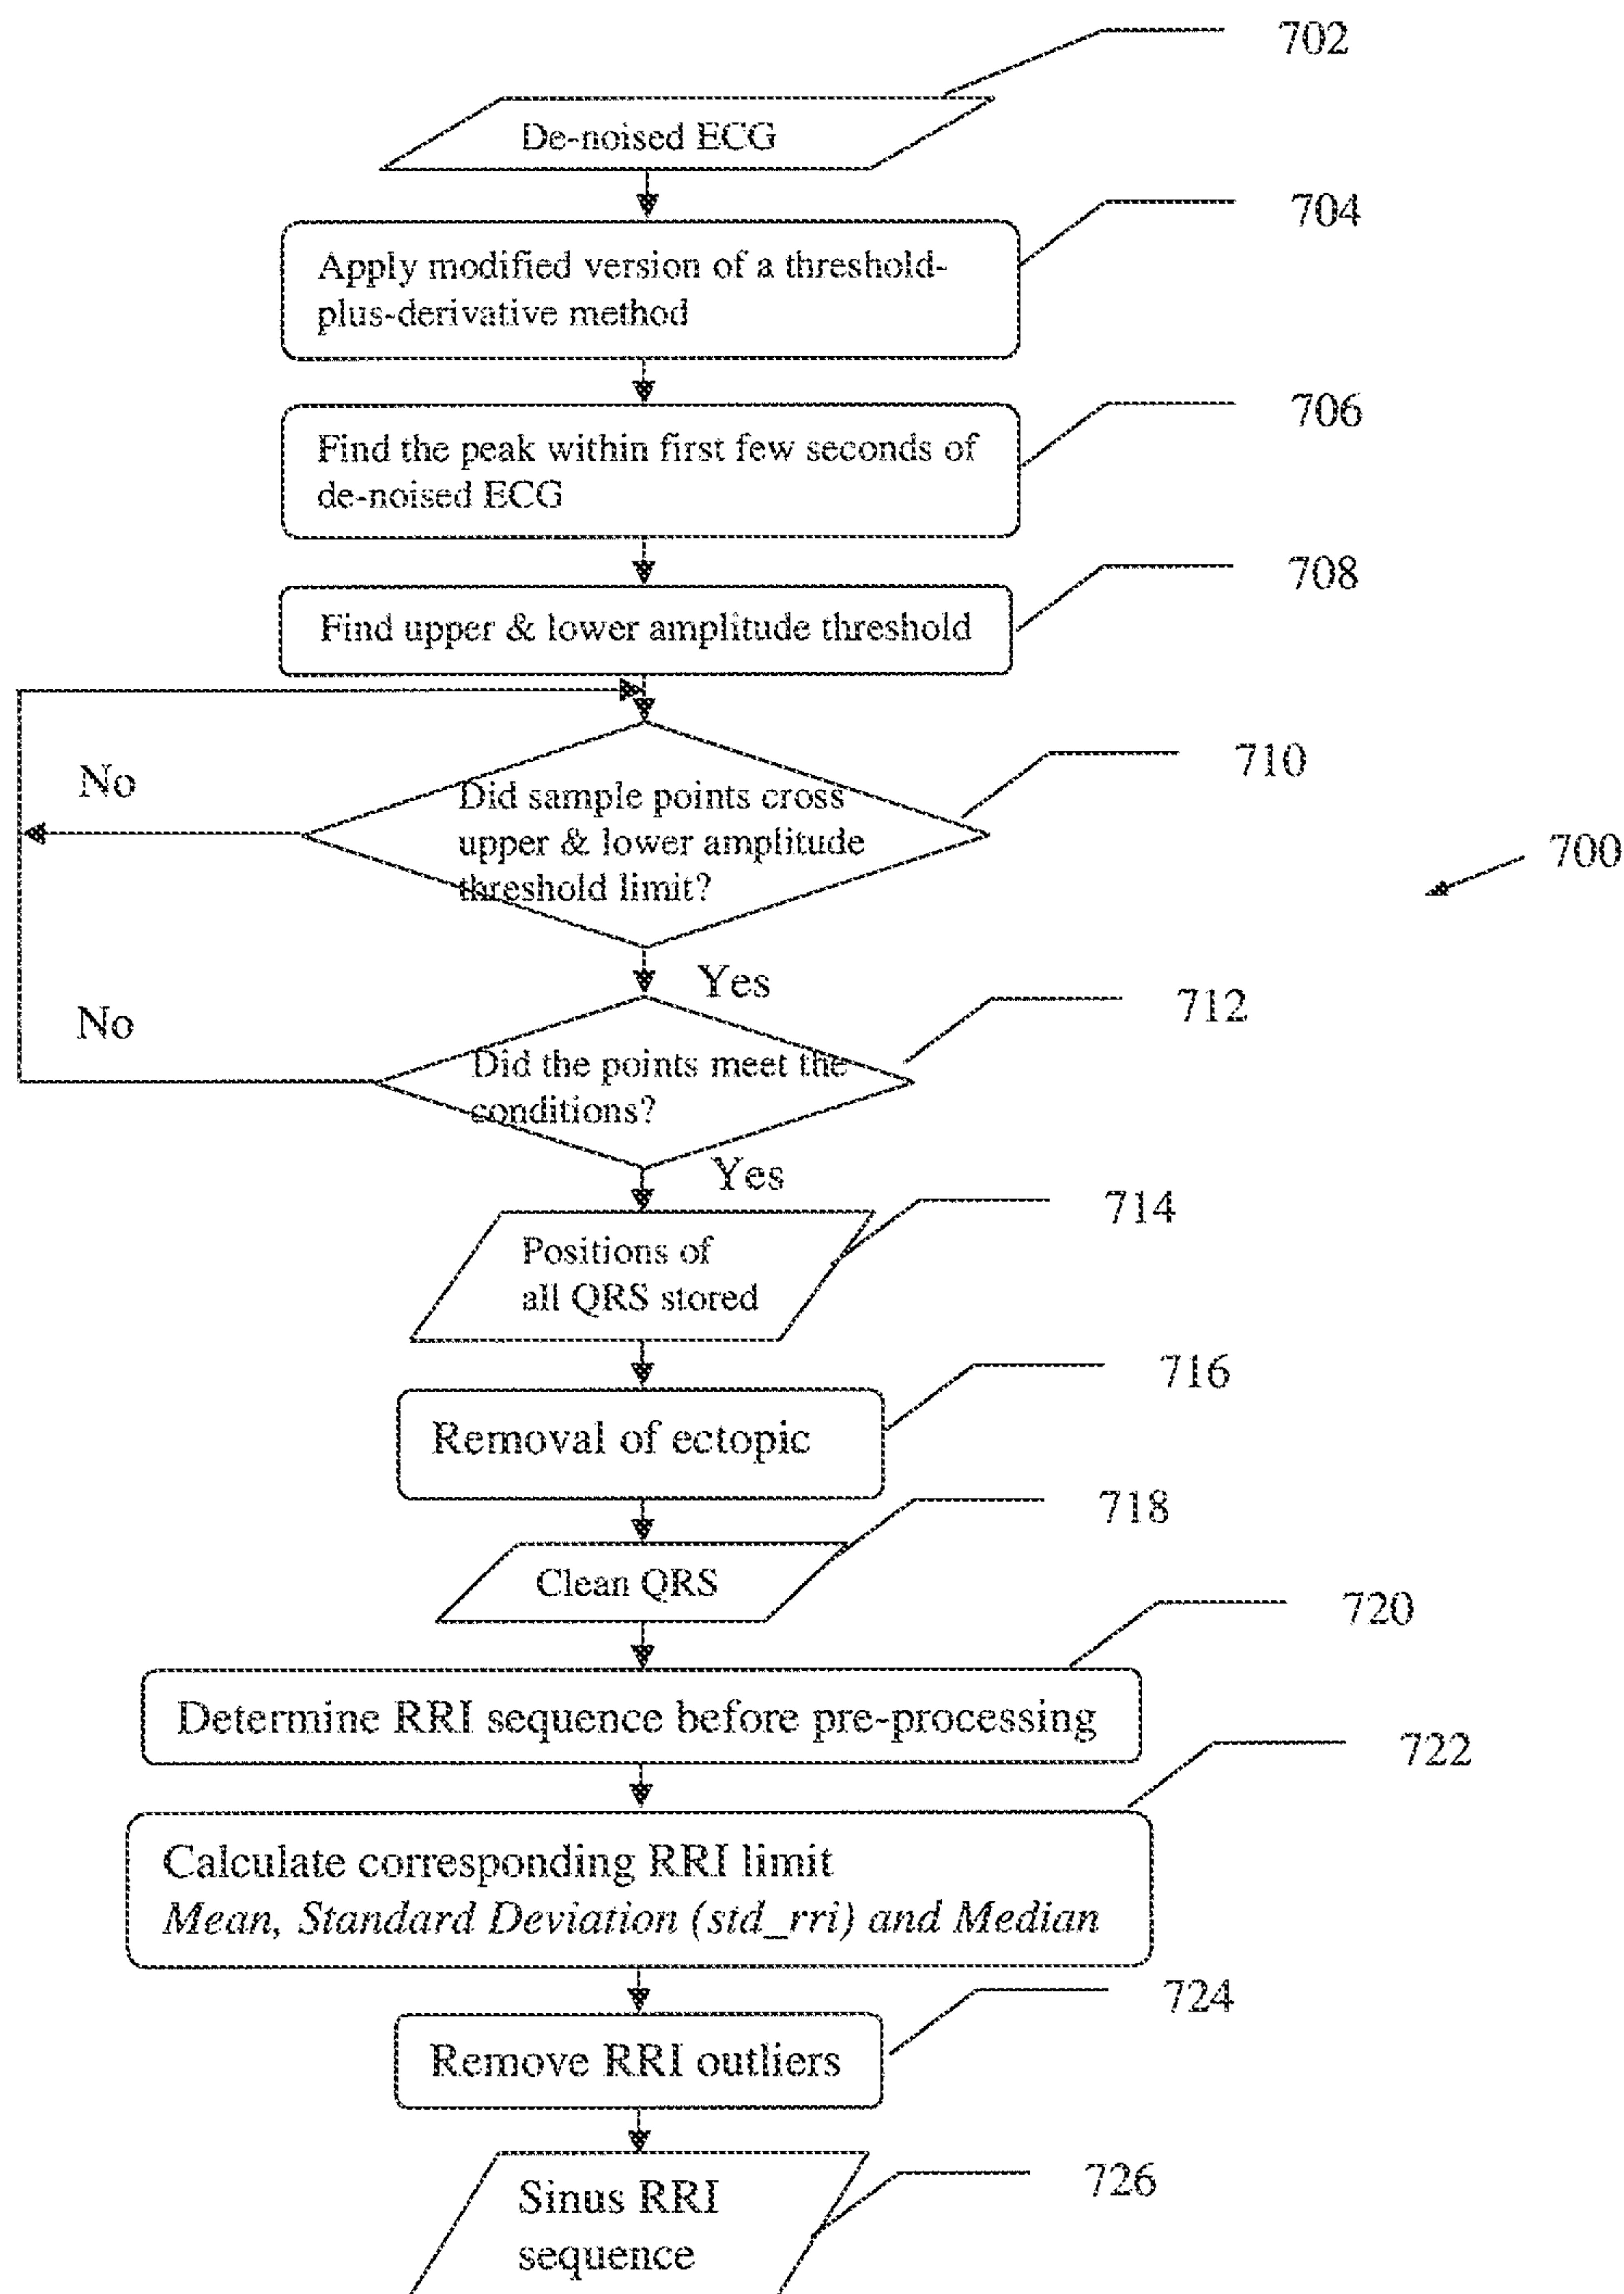 702
De-noised ECG
704
Apply modified version of a threshold-
plus-derivative method
706
Find the peak within first few seconds of
de-noised ECG
708
Find upper & lower amplitude threshold
No
710
Did sample points cross
upper & lower amplitude
threshold limit?
700
Yes
No
712
Did the points meet the
conditions?
Yes
714
Positions of
all QRS stored
716
Removal of ectopic
718
Clean QRS
720
Determine RRI sequence before pre-processing
722
Calculate corresponding RRI limit
Mean, Standard Deviation (std_rri) and Median
724
Remove RRI outliers
726
Sinus RRI
sequence